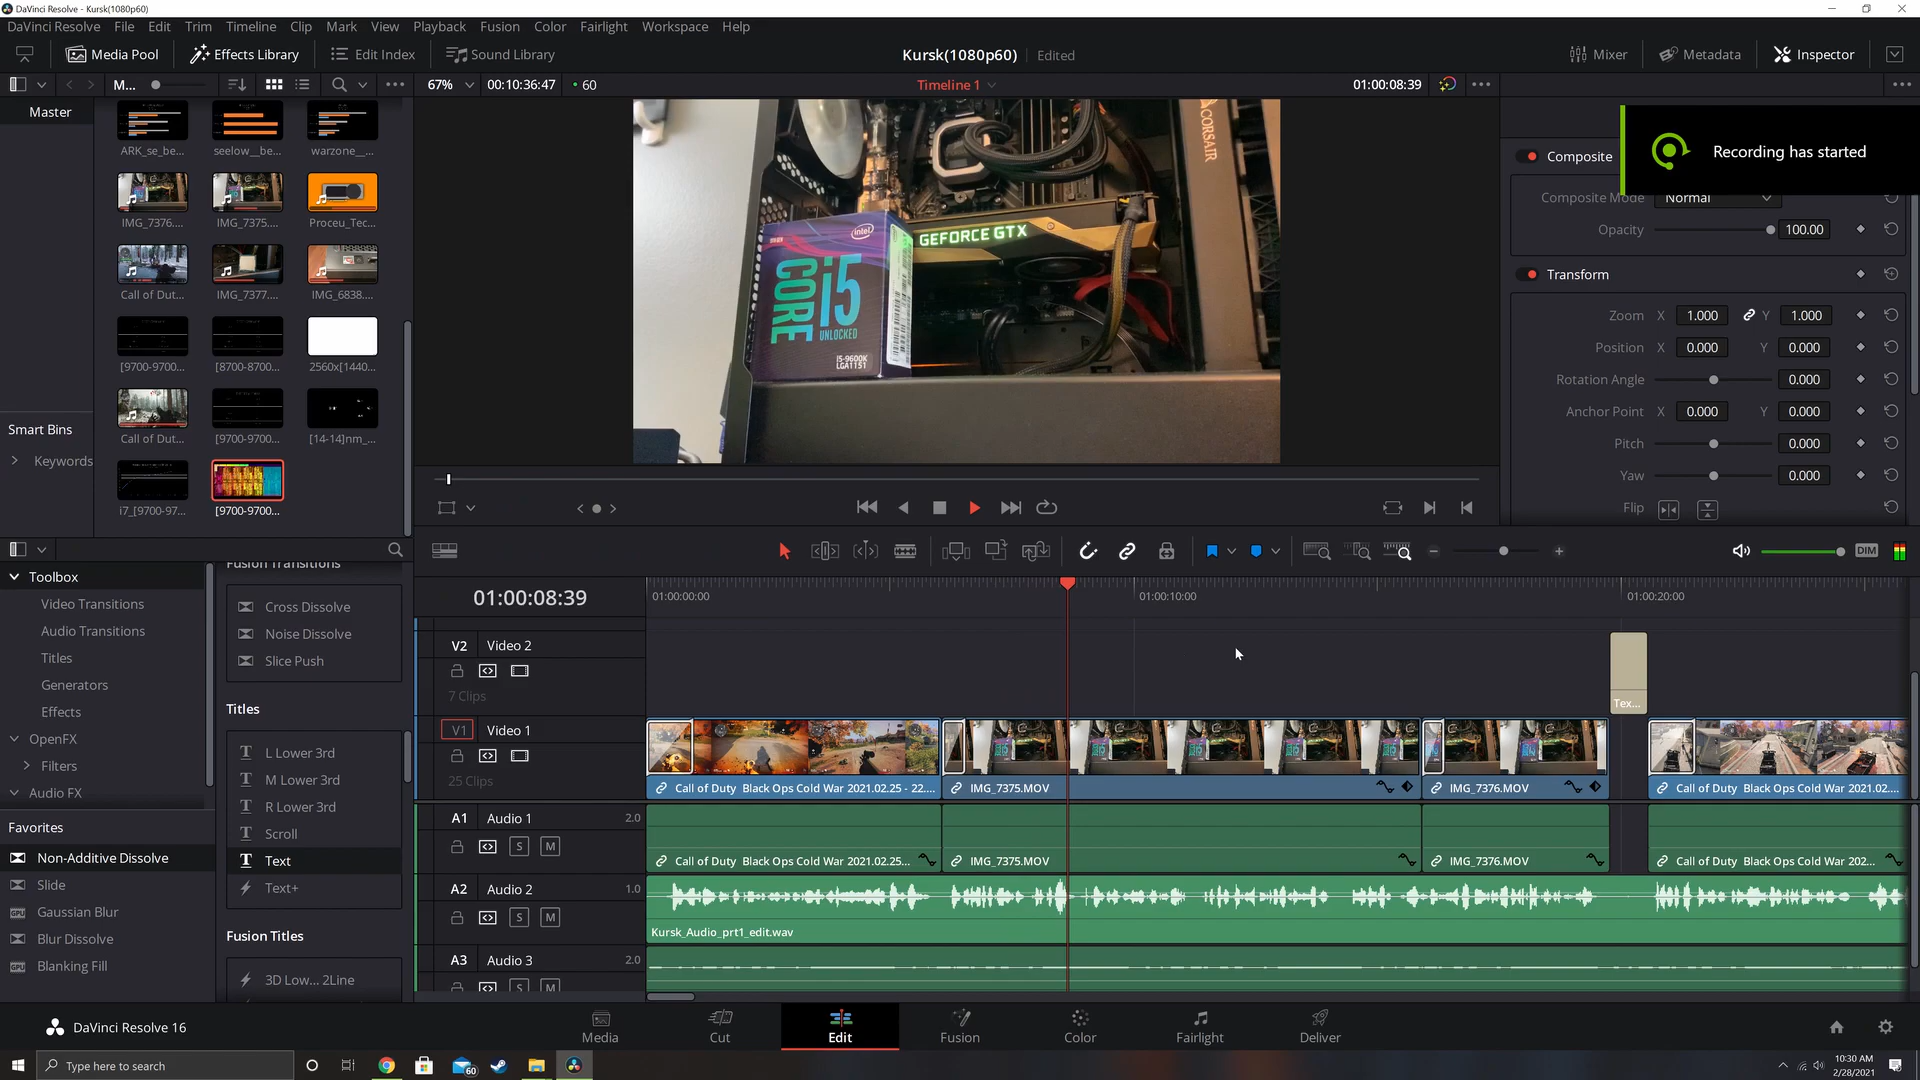 DaVinci Resolve - Kursk(1080p60)
DaVinci Resolve File Edit Trim Timeline Clip Mark View Playback Fusion Color Fairlight Workspace Help
Media Pool Effects Library Edit Index Sound Library Kursk(1080p60) Edited Mixer Metadata Inspector
M... 67% 00:10:36:47 60 Timeline 1 01:00:08:39
Master
ARK_se_be... seelow__be... warzone__...
IMG_7376.... IMG_7375.... Proceu_Tec...
Call of Dut... IMG_7377.... IMG_6838....
[9700-9700... [8700-8700... 2560x[1440...
Call of Dut... [9700-9700... [14-14]nm_...
i7_[9700-97... [9700-9700...
Smart Bins
Keywords
CORSAIR
intel
CORE i5
UNLOCKED
i5-9600K
LGA1151
GEFORCE GTX
Recording has started
Composite
Composite Mode Normal
Opacity 100.00
Transform
Zoom X 1.000 Y 1.000
Position X 0.000 Y 0.000
Rotation Angle 0.000
Anchor Point X 0.000 Y 0.000
Pitch 0.000
Yaw 0.000
Flip
DIM
Toolbox
Video Transitions
Audio Transitions
Titles
Generators
Effects
OpenFX
Filters
Audio FX
Favorites
Non-Additive Dissolve
Slide
Gaussian Blur
Blur Dissolve
Blanking Fill
Fusion Transitions
Cross Dissolve
Noise Dissolve
Slice Push
Titles
L Lower 3rd
M Lower 3rd
R Lower 3rd
Scroll
Text
Text+
Fusion Titles
3D Low... 2Line
01:00:08:39 01:00:00:00 01:00:10:00 01:00:20:00
V2 Video 2
7 Clips
Tex...
V1 Video 1
25 Clips
Call of Duty Black Ops Cold War 2021.02.25 - 22.... IMG_7375.MOV IMG_7376.MOV Call of Duty Black Ops Cold War 2021.02....
A1 Audio 1 2.0
S M
Call of Duty Black Ops Cold War 2021.02.25... IMG_7375.MOV IMG_7376.MOV Call of Duty Black Ops Cold War 202...
A2 Audio 2 1.0
S M
Kursk_Audio_prt1_edit.wav
A3 Audio 3 2.0
S M
DaVinci Resolve 16
Media Cut Edit Fusion Color Fairlight Deliver
Type here to search
60
10:30 AM
2/28/2021